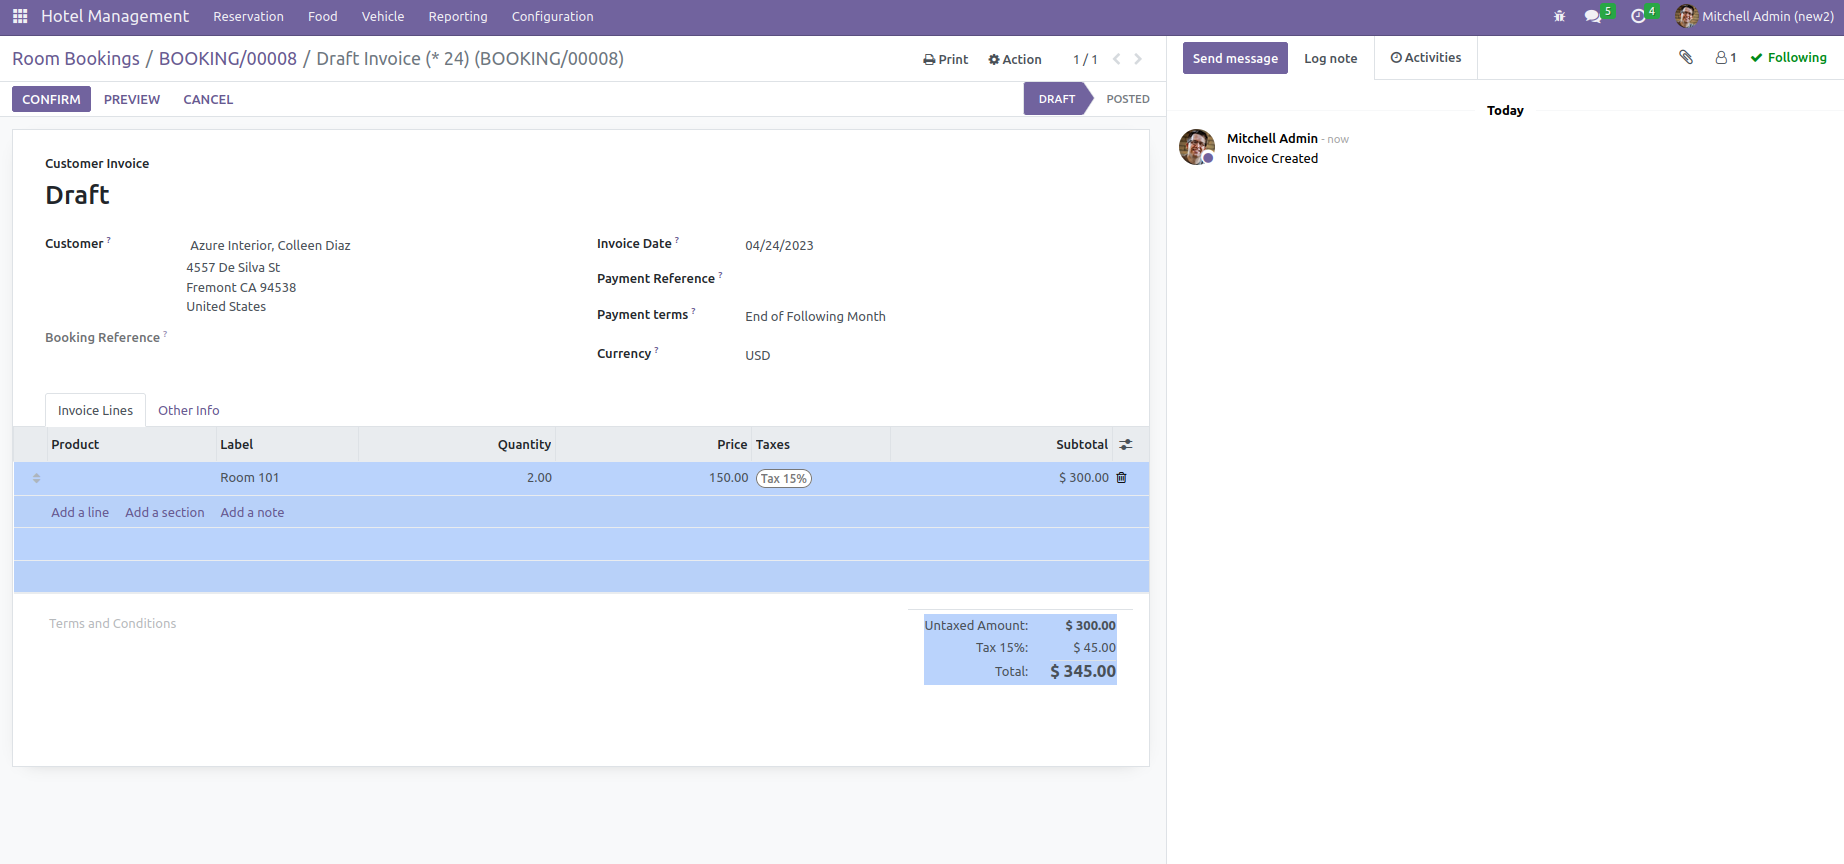 Hotel Management Reservation Food Vehicle Reporting Configuration 5 4 Mitchell Admin (new2)
Room Bookings / BOOKING/00008 / Draft Invoice (* 24) (BOOKING/00008) Print Action 1 / 1
Send message Log note Activities 1 Following
CONFIRM PREVIEW CANCEL DRAFT POSTED
Today
Mitchell Admin - now
Invoice Created
Customer Invoice
Draft
Customer ? Azure Interior, Colleen Diaz
4557 De Silva St
Fremont CA 94538
United States
Booking Reference ?
Invoice Date ? 04/24/2023
Payment Reference ?
Payment terms ? End of Following Month
Currency ? USD
Invoice Lines Other Info
Product Label Quantity Price Taxes Subtotal
Room 101 2.00 150.00 Tax 15% $ 300.00
Add a line Add a section Add a note
Terms and Conditions
Untaxed Amount: $ 300.00
Tax 15%: $ 45.00
Total: $ 345.00